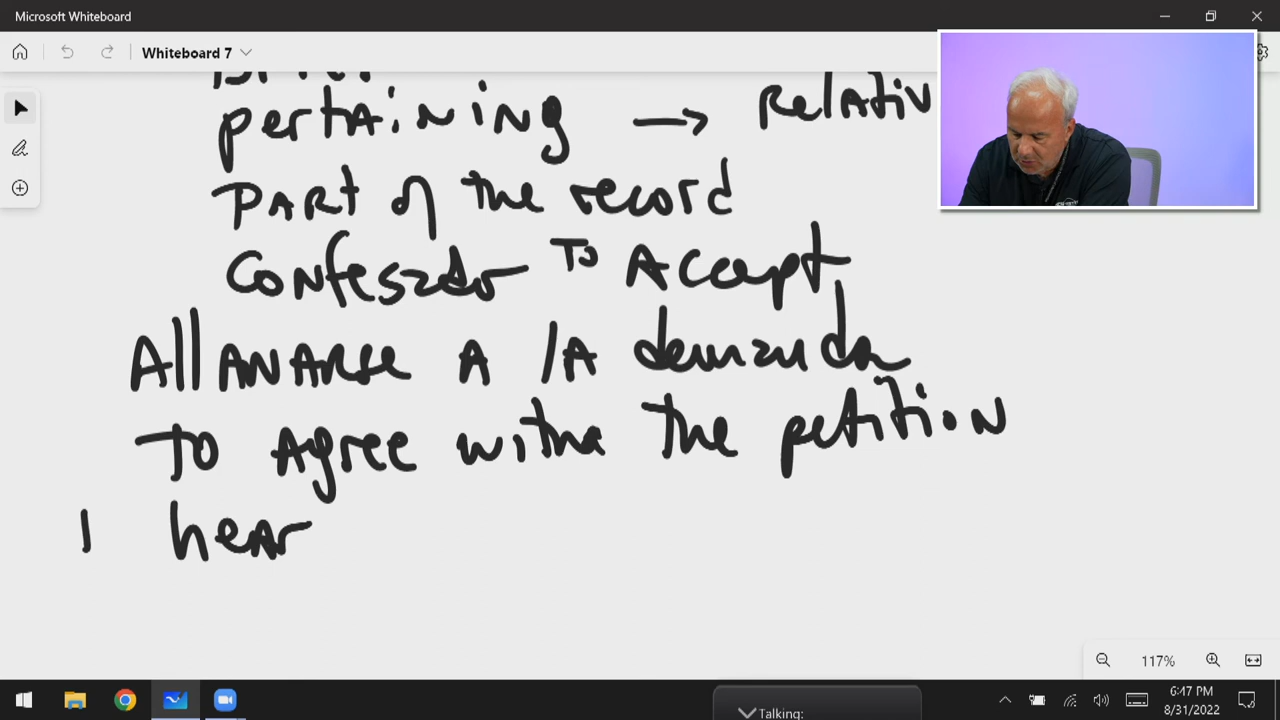 Microsoft Whiteboard
Whiteboard 7
pertaining → Relativ
part of the record
Confesado to Accept
AllANARse A lA demanda
To Agree withe the petition
I hear
117%
Talking:
6:47 PM
8/31/2022